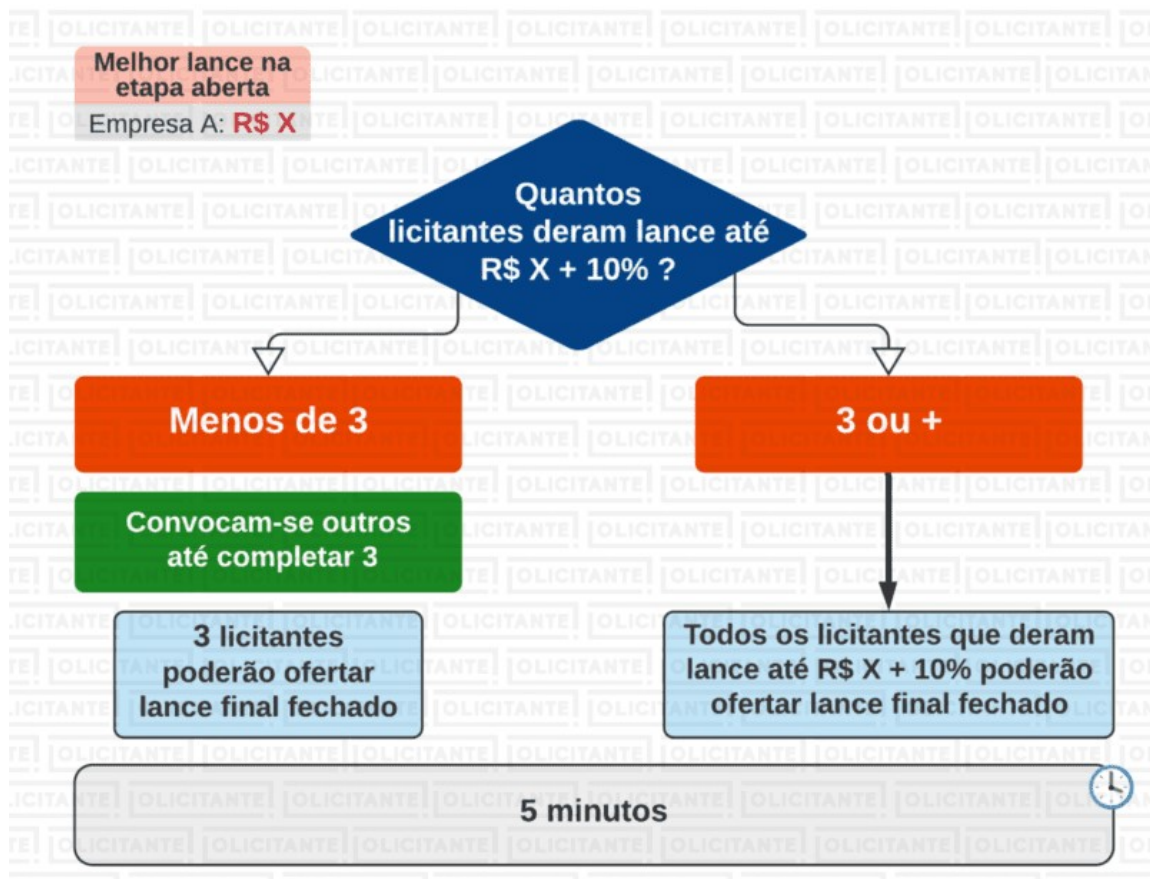 Melhor lance na
etapa aberta
Empresa A: R$ X
Quantos
licitantes deram lance até
R$ X + 10% ?
Menos de 3
3 ou +
Convocam-se outros
até completar 3
3 licitantes
poderão ofertar
lance final fechado
Todos os licitantes que deram
lance até R$ X + 10% poderão
ofertar lance final fechado
5 minutos
OLICITANTE